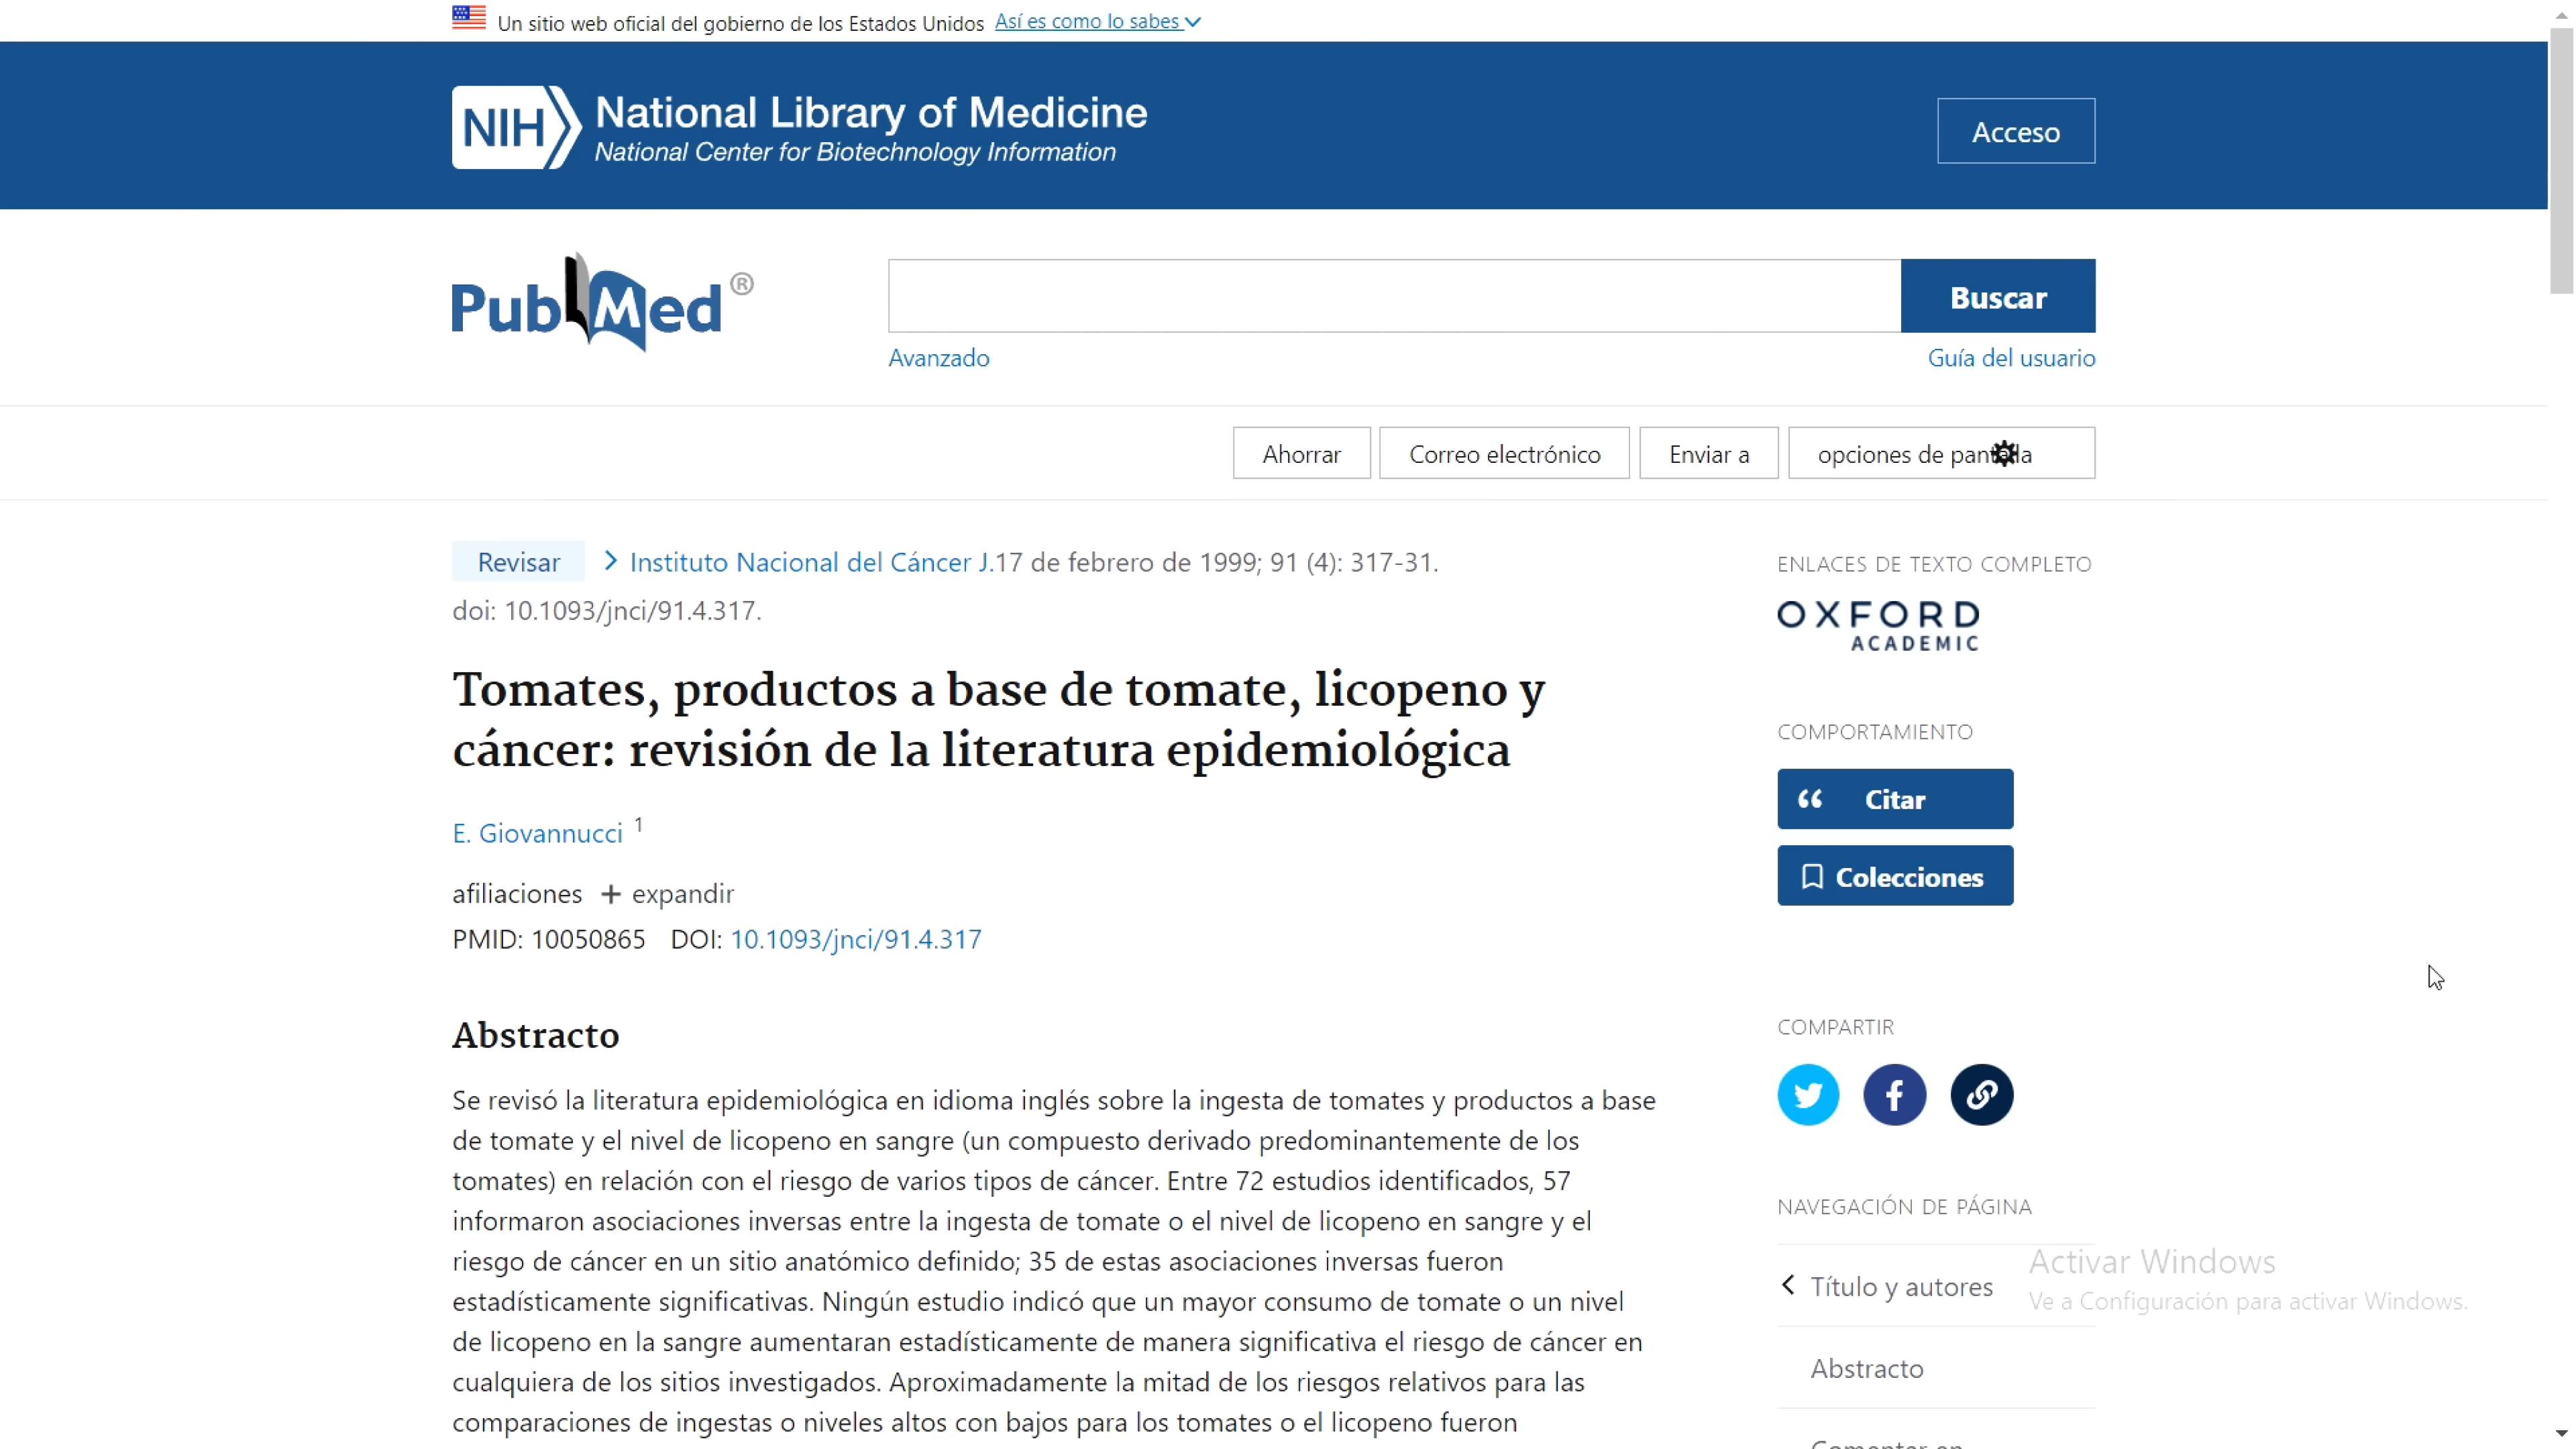 Un sitio web oficial del gobierno de los Estados Unidos Así es como lo sabes
NIH National Library of Medicine
National Center for Biotechnology Information
Acceso
PubMed ®
Buscar
Avanzado
Guía del usuario
Ahorrar
Correo electrónico
Enviar a
opciones de pantalla
Revisar
Instituto Nacional del Cáncer J.17 de febrero de 1999; 91 (4): 317-31.
doi: 10.1093/jnci/91.4.317.
Tomates, productos a base de tomate, licopeno y
cáncer: revisión de la literatura epidemiológica
E. Giovannucci 1
afiliaciones + expandir
PMID: 10050865 DOI: 10.1093/jnci/91.4.317
Abstracto
Se revisó la literatura epidemiológica en idioma inglés sobre la ingesta de tomates y productos a base
de tomate y el nivel de licopeno en sangre (un compuesto derivado predominantemente de los
tomates) en relación con el riesgo de varios tipos de cáncer. Entre 72 estudios identificados, 57
informaron asociaciones inversas entre la ingesta de tomate o el nivel de licopeno en sangre y el
riesgo de cáncer en un sitio anatómico definido; 35 de estas asociaciones inversas fueron
estadísticamente significativas. Ningún estudio indicó que un mayor consumo de tomate o un nivel
de licopeno en la sangre aumentaran estadísticamente de manera significativa el riesgo de cáncer en
cualquiera de los sitios investigados. Aproximadamente la mitad de los riesgos relativos para las
comparaciones de ingestas o niveles altos con bajos para los tomates o el licopeno fueron
ENLACES DE TEXTO COMPLETO
OXFORD
ACADEMIC
COMPORTAMIENTO
Citar
Colecciones
COMPARTIR
NAVEGACIÓN DE PÁGINA
Título y autores
Abstracto
Activar Windows
Ve a Configuración para activar Windows.